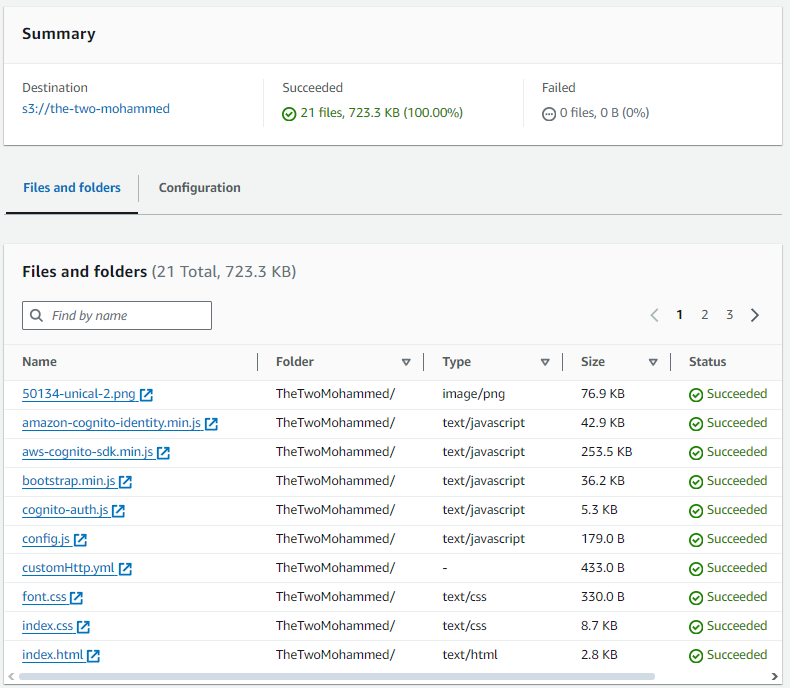 Summary
Destination
s3://the-two-mohammed
Succeeded
21 files, 723.3 KB (100.00%)
Failed
0 files, 0 B (0%)
Files and folders
Configuration
Files and folders (21 Total, 723.3 KB)
Find by name
1 2 3
Name Folder Type Size Status
50134-unical-2.png TheTwoMohammed/ image/png 76.9 KB Succeeded
amazon-cognito-identity.min.js TheTwoMohammed/ text/javascript 42.9 KB Succeeded
aws-cognito-sdk.min.js TheTwoMohammed/ text/javascript 253.5 KB Succeeded
bootstrap.min.js TheTwoMohammed/ text/javascript 36.2 KB Succeeded
cognito-auth.js TheTwoMohammed/ text/javascript 5.3 KB Succeeded
config.js TheTwoMohammed/ text/javascript 179.0 B Succeeded
customHttp.yml TheTwoMohammed/ - 433.0 B Succeeded
font.css TheTwoMohammed/ text/css 330.0 B Succeeded
index.css TheTwoMohammed/ text/css 8.7 KB Succeeded
index.html TheTwoMohammed/ text/html 2.8 KB Succeeded